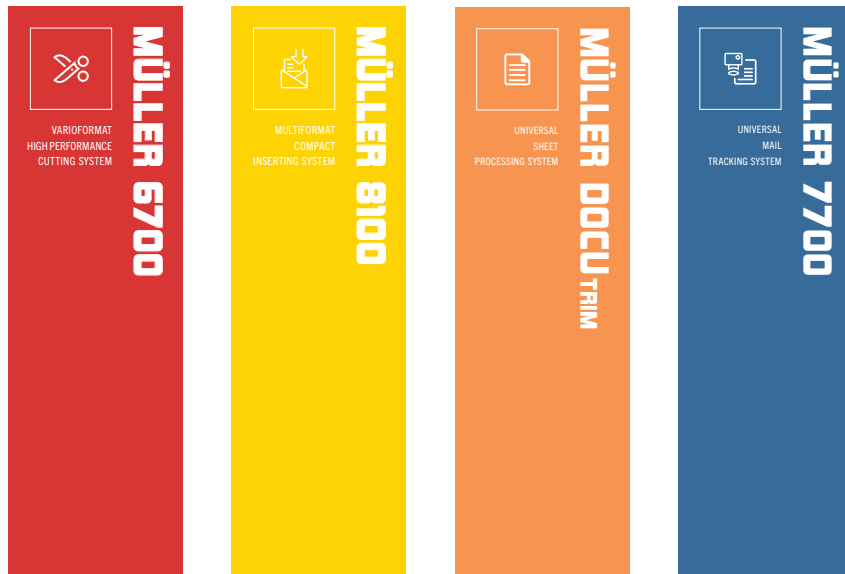 VARIOFORMAT
HIGH PERFORMANCE
CUTTING SYSTEM
MÜLLER 6700
MULTIFORMAT
COMPACT
INSERTING SYSTEM
MÜLLER 8100
UNIVERSAL
SHEET
PROCESSING SYSTEM
MÜLLER DOCUTRIM
UNIVERSAL
MAIL
TRACKING SYSTEM
MÜLLER 7700